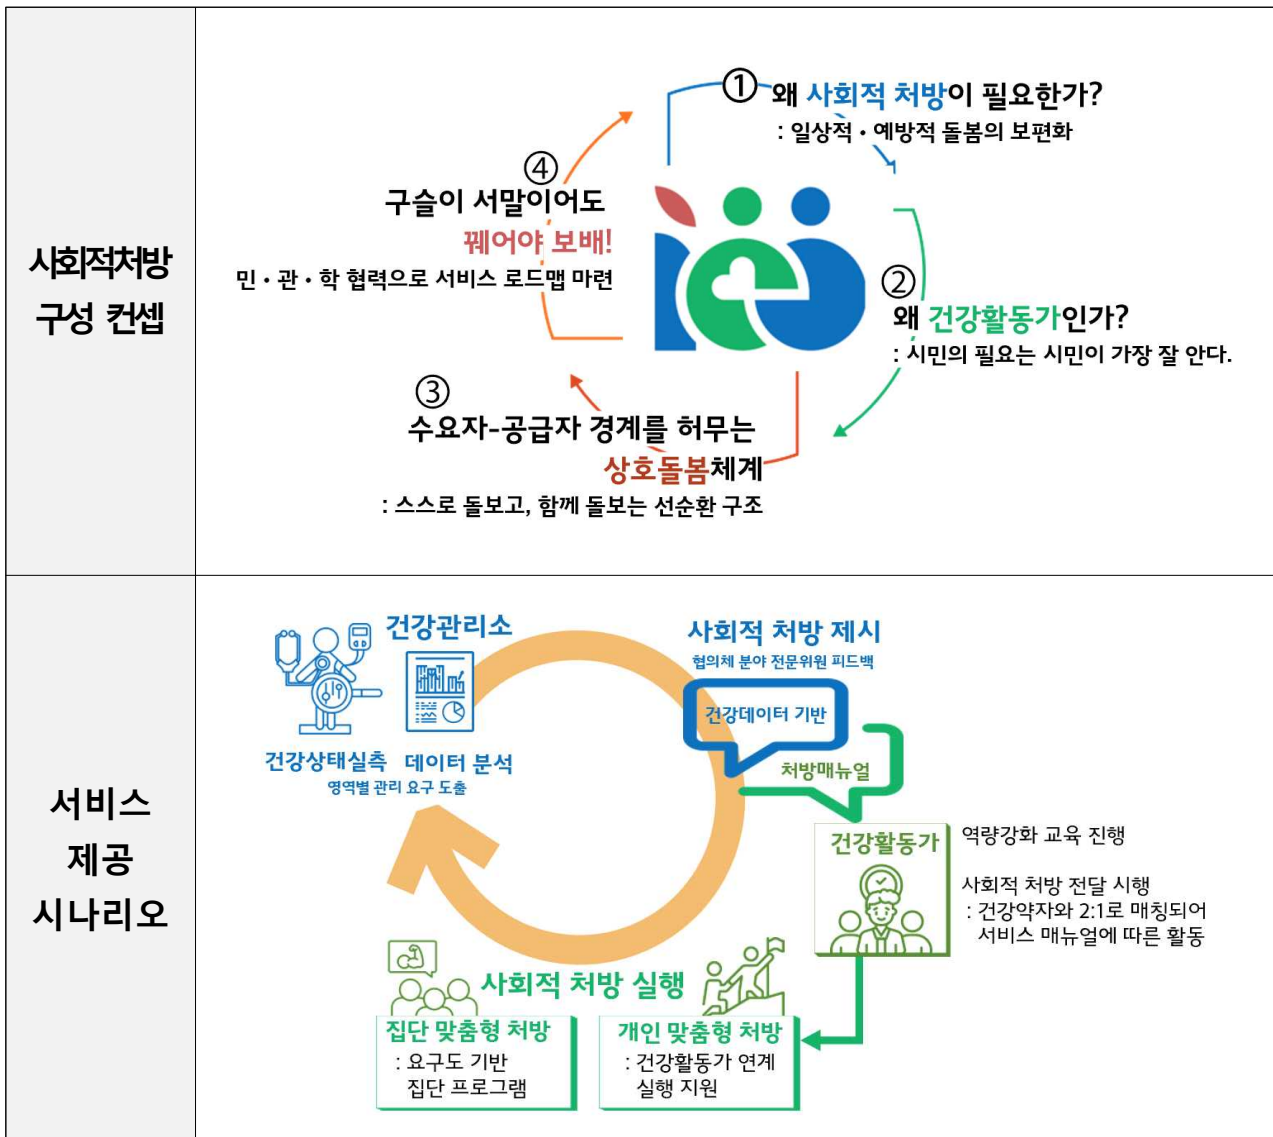 사회적처방
구성 컨셉
① 왜 사회적 처방이 필요한가?
: 일상적・예방적 돌봄의 보편화
②
왜 건강활동가인가?
: 시민의 필요는 시민이 가장 잘 안다.
③
수요자-공급자 경계를 허무는
상호돌봄체계
: 스스로 돌보고, 함께 돌보는 선순환 구조
④
구슬이 서말이어도
꿰어야 보배!
민・관・학 협력으로 서비스 로드맵 마련
서비스
제공
시나리오
건강관리소
건강상태실측 데이터 분석
영역별 관리 요구 도출
사회적 처방 제시
협의체 분야 전문위원 피드백
건강데이터 기반
처방매뉴얼
건강활동가
역량강화 교육 진행
사회적 처방 전달 시행
: 건강약자와 2:1로 매칭되어
서비스 매뉴얼에 따른 활동
사회적 처방 실행
집단 맞춤형 처방
: 요구도 기반
집단 프로그램
개인 맞춤형 처방
: 건강활동가 연계
실행 지원